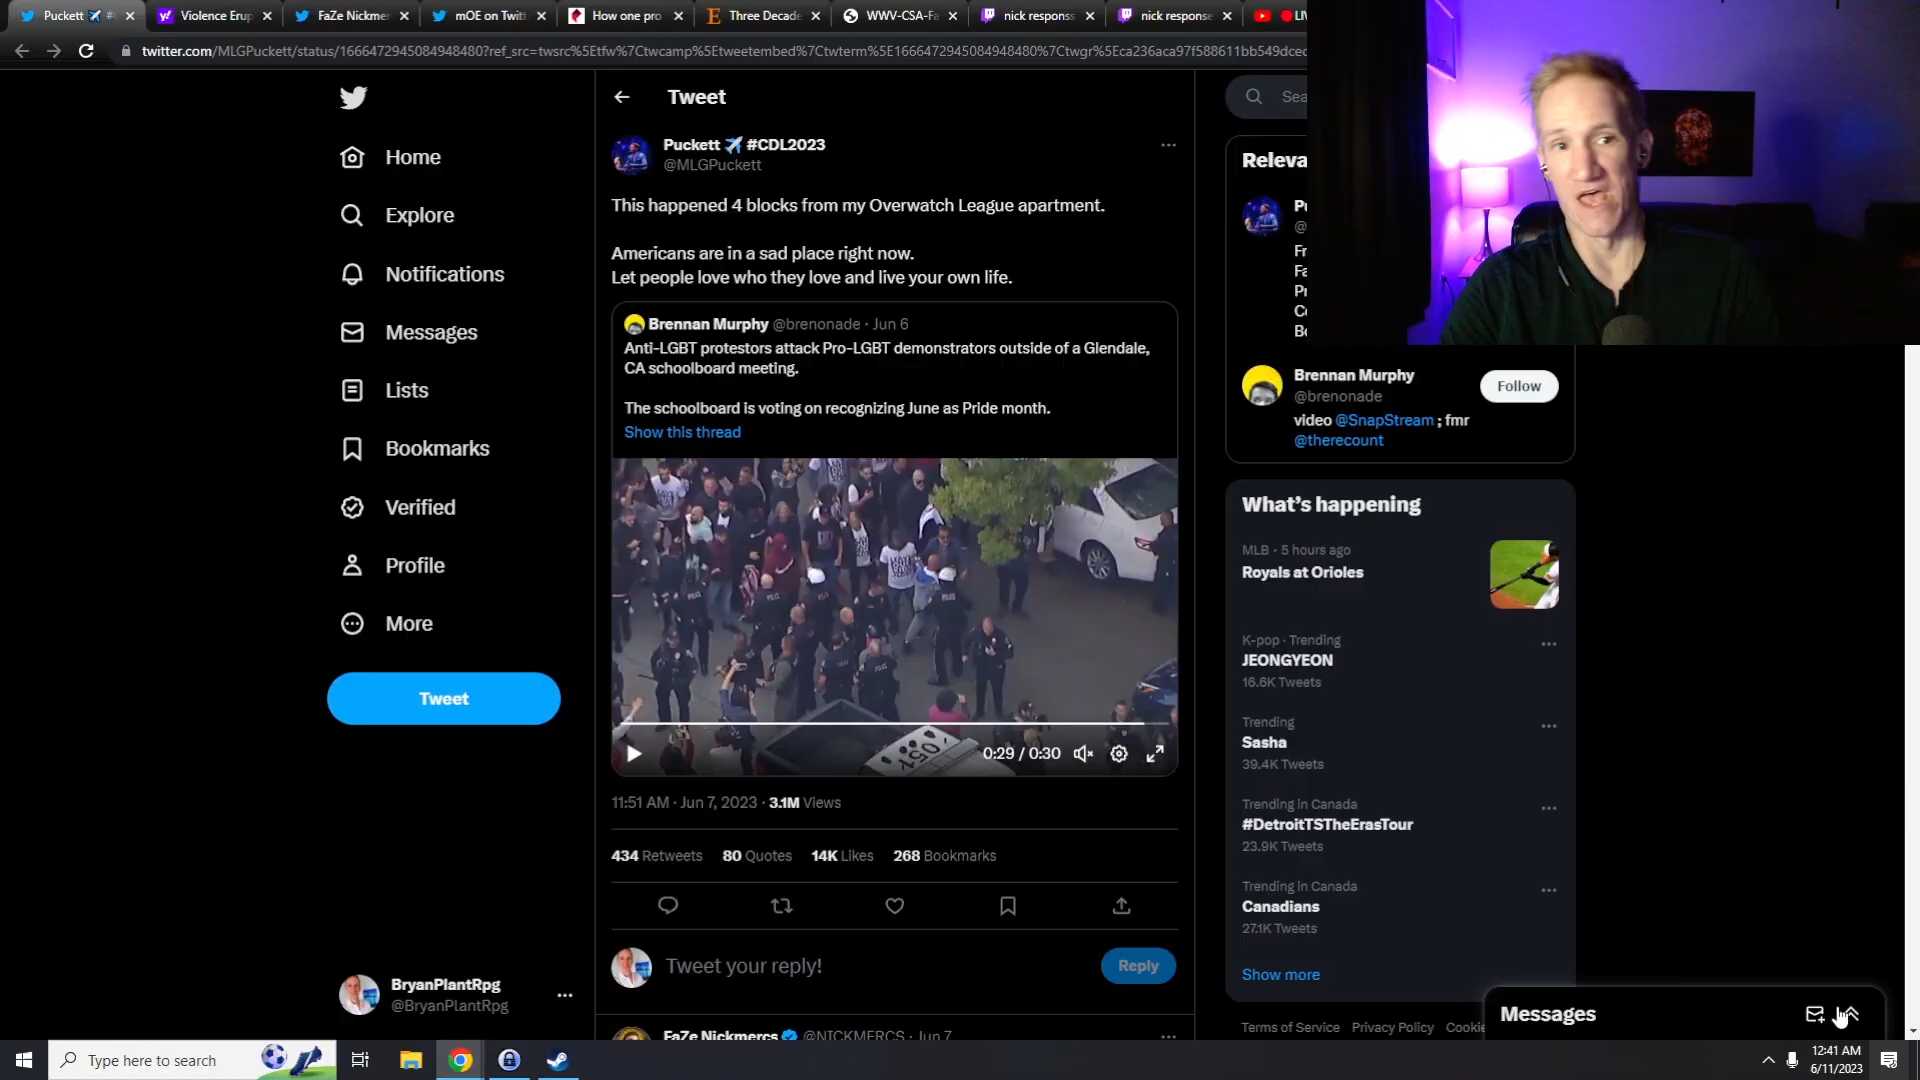 Puckett
Violence Erup
FaZe Nickmer
mOE on Twitt
How one pro
Three Decade
WWV-CSA-Fa
nick response
nick response
twitter.com/MLGPuckett/status/1666472945084948480?ref_src=twsrc%5Etfw%7Ctwcamp%5Etweetembed%7Ctwterm%5E1666472945084948480%7Ctwgr%5Eca236aca97f588611bb549dced
Home
Explore
Notifications
Messages
Lists
Bookmarks
Verified
Profile
More
Tweet
BryanPlantRpg
@BryanPlantRpg
Tweet
Puckett ✈️ #CDL2023
@MLGPuckett
This happened 4 blocks from my Overwatch League apartment.
Americans are in a sad place right now.
Let people love who they love and live your own life.
Brennan Murphy @brenonade · Jun 6
Anti-LGBT protestors attack Pro-LGBT demonstrators outside of a Glendale,
CA schoolboard meeting.
The schoolboard is voting on recognizing June as Pride month.
Show this thread
POLICE
0:29 / 0:30
11:51 AM · Jun 7, 2023 · 3.1M Views
434 Retweets 80 Quotes 14K Likes 268 Bookmarks
Tweet your reply!
Reply
FaZe Nickmercs @NICKMERCS · Jun 7
Sea
Releva
Brennan Murphy
@brenonade
Follow
video @SnapStream ; fmr
@therecount
What's happening
MLB · 5 hours ago
Royals at Orioles
K-pop · Trending
JEONGYEON
16.6K Tweets
Trending
Sasha
39.4K Tweets
Trending in Canada
#DetroitTSTheErasTour
23.9K Tweets
Trending in Canada
Canadians
27.1K Tweets
Show more
Terms of Service Privacy Policy Cookie
Messages
Type here to search
12:41 AM
6/11/2023